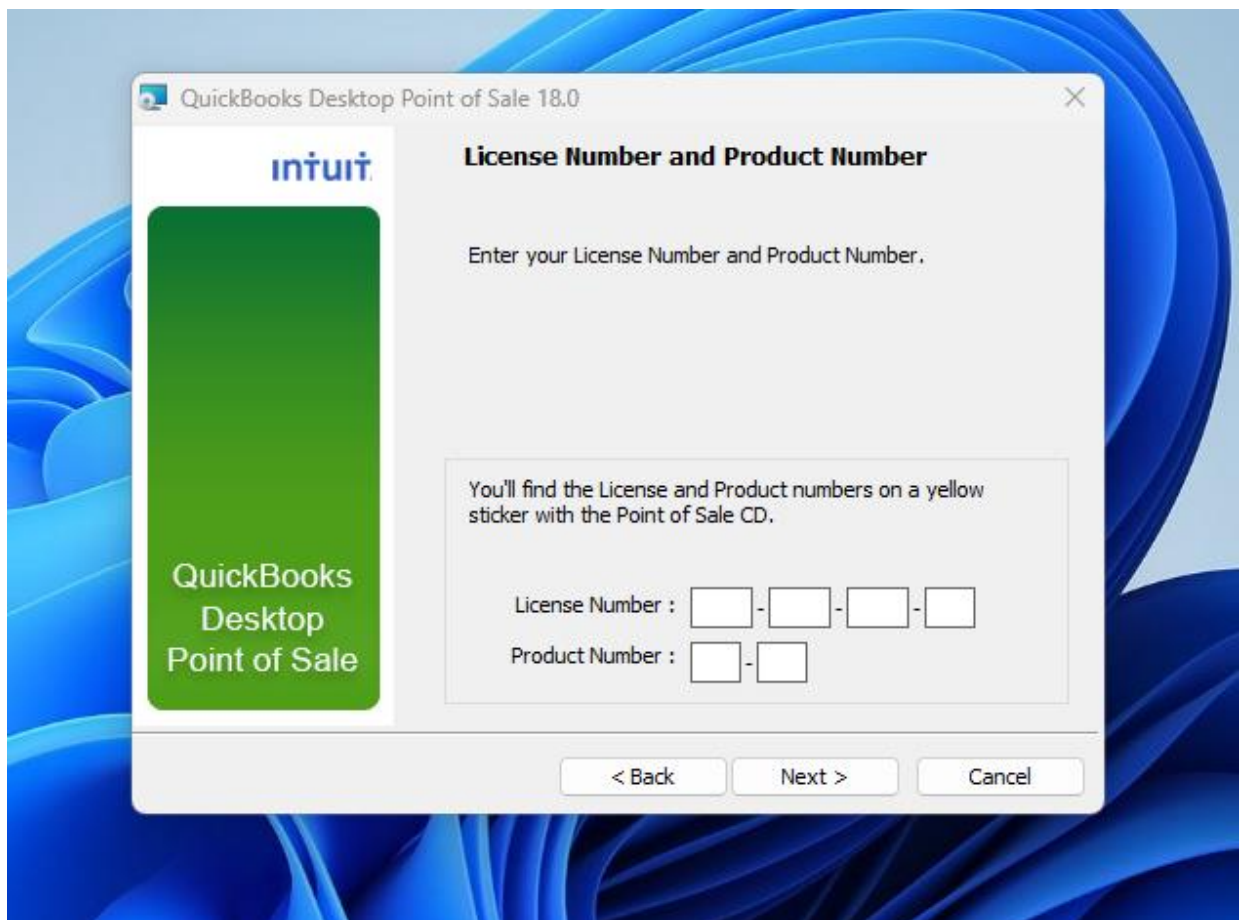 QuickBooks Desktop Point of Sale 18.0
intuit
License Number and Product Number
Enter your License Number and Product Number.
You'll find the License and Product numbers on a yellow
sticker with the Point of Sale CD.
License Number : - - -
Product Number : -
QuickBooks
Desktop
Point of Sale
< Back Next > Cancel